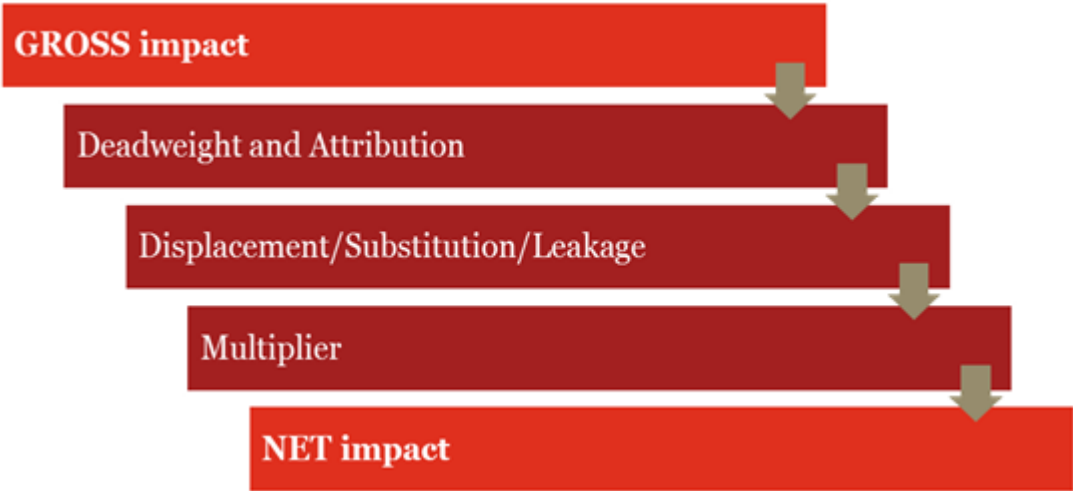 GROSS impact
Deadweight and Attribution
Displacement/Substitution/Leakage
Multiplier
NET impact